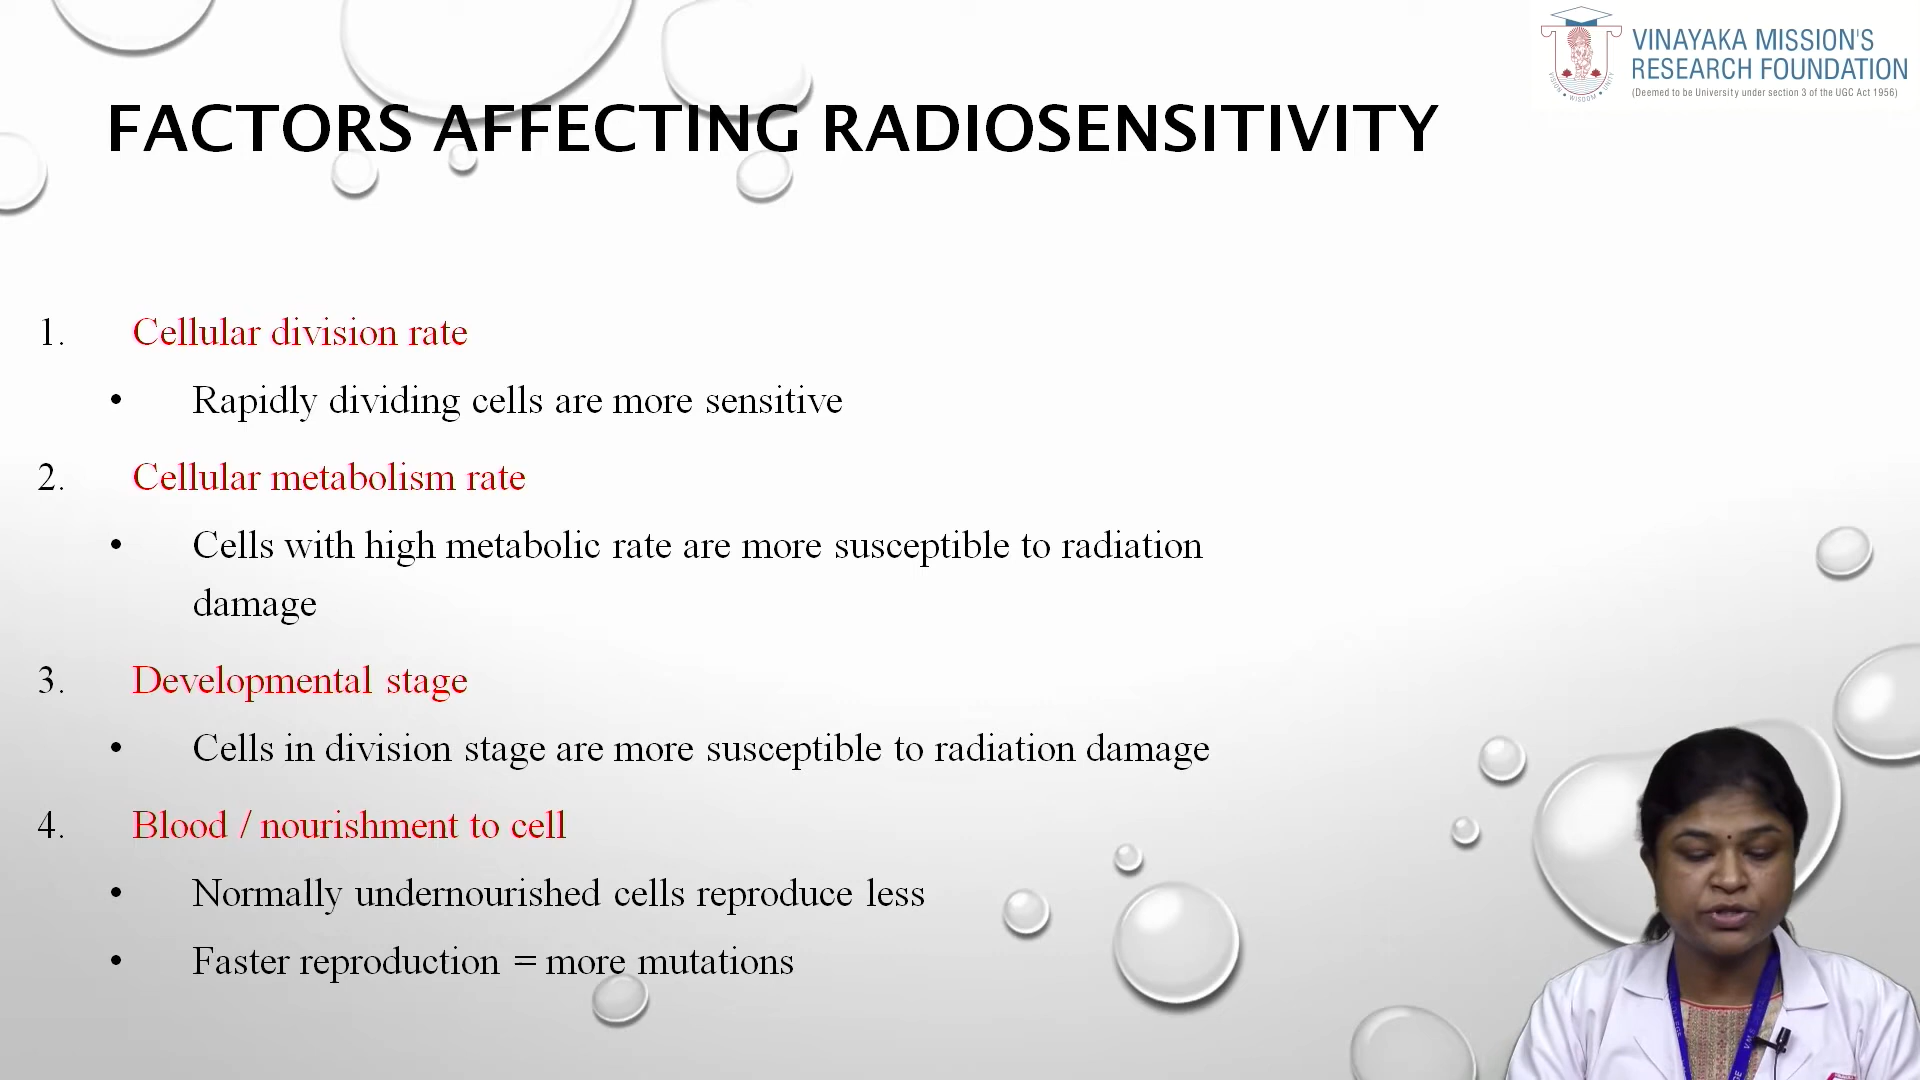 VINAYAKA MISSION'S
RESEARCH FOUNDATION
(Deemed to be University under section 3 of the UGC Act 1956)
FACTORS AFFECTING RADIOSENSITIVITY
1. Cellular division rate
• Rapidly dividing cells are more sensitive
2. Cellular metabolism rate
• Cells with high metabolic rate are more susceptible to radiation
damage
3. Developmental stage
• Cells in division stage are more susceptible to radiation damage
4. Blood / nourishment to cell
• Normally undernourished cells reproduce less
• Faster reproduction = more mutations